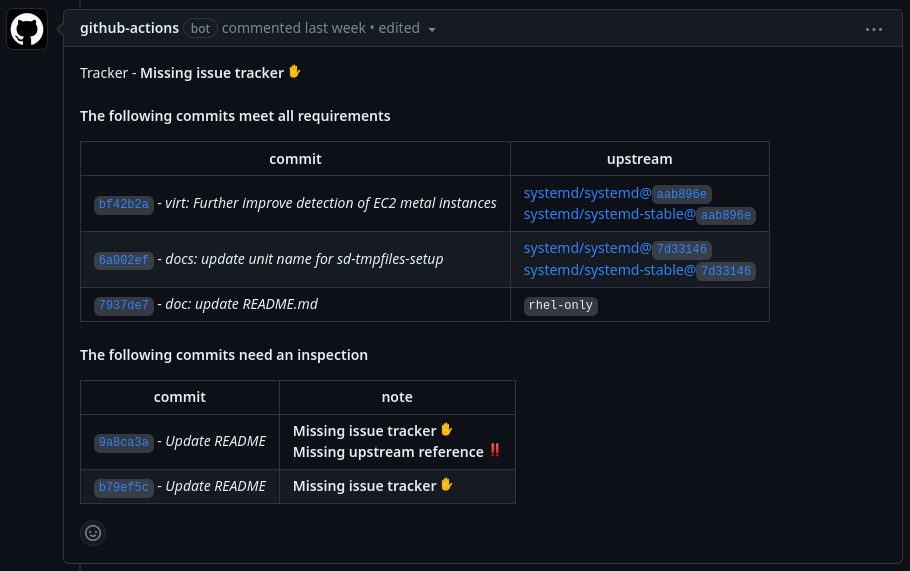 github-actions bot commented last week • edited
Tracker - Missing issue tracker ✋
The following commits meet all requirements
commit upstream
bf42b2a - virt: Further improve detection of EC2 metal instances
systemd/systemd@aab896e
systemd/systemd-stable@aab896e
6a002ef - docs: update unit name for sd-tmpfiles-setup
systemd/systemd@7d33146
systemd/systemd-stable@7d33146
7937de7 - doc: update README.md
rhel-only
The following commits need an inspection
commit note
9a8ca3a - Update README
Missing issue tracker ✋
Missing upstream reference ‼️
b79ef5c - Update README
Missing issue tracker ✋